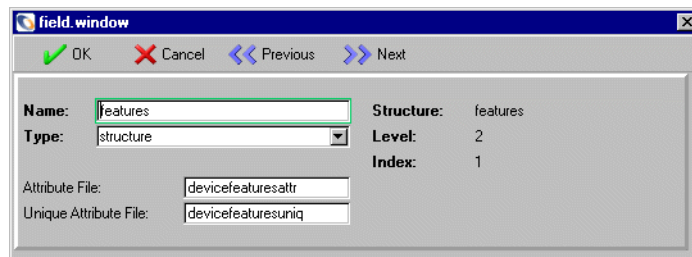 field.window
OK Cancel Previous Next
Name: features Structure: features
Type: structure Level: 2
Index: 1
Attribute File: devicefeaturesattr
Unique Attribute File: devicefeaturesuniq